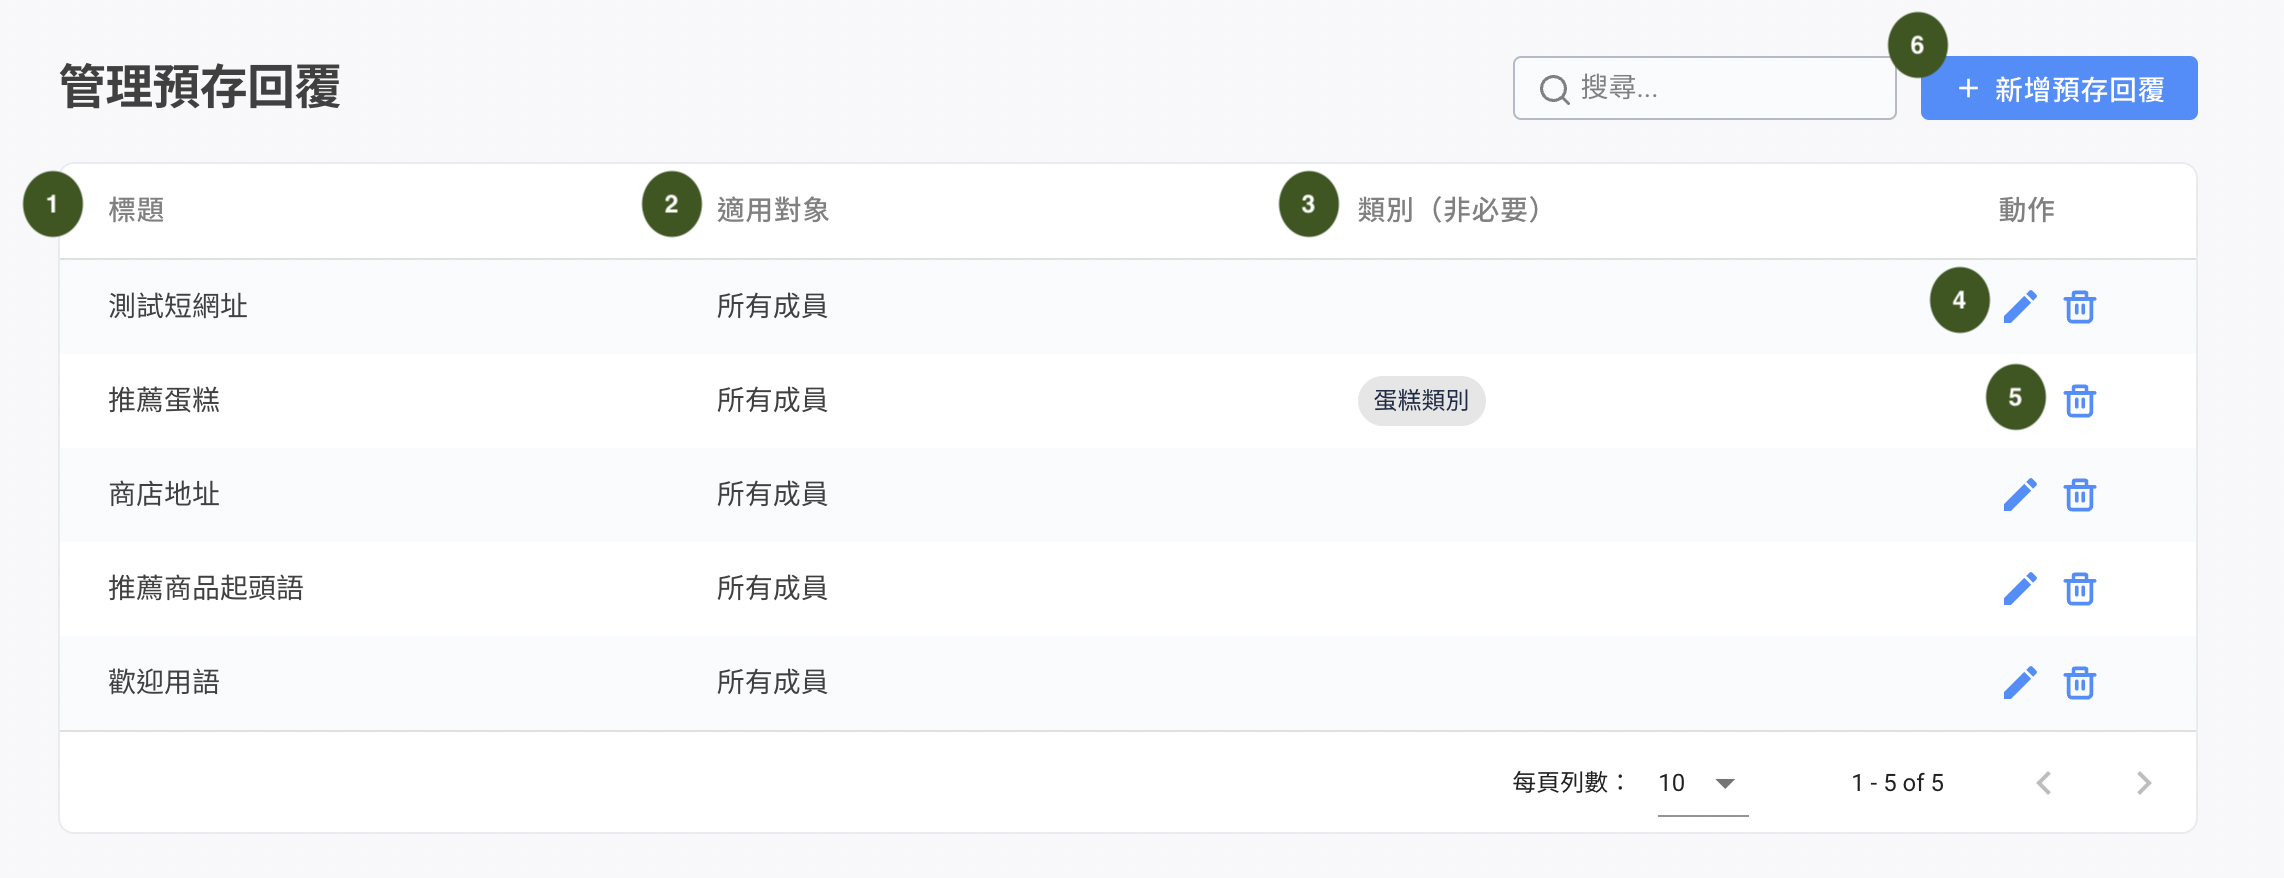 6
管理預存回覆
搜尋...
+ 新增預存回覆
1 標題 2 適用對象 3 類別（非必要） 動作
測試短網址 所有成員 4
推薦蛋糕 所有成員 蛋糕類別 5
商店地址 所有成員
推薦商品起頭語 所有成員
歡迎用語 所有成員
每頁列數： 10 1 - 5 of 5